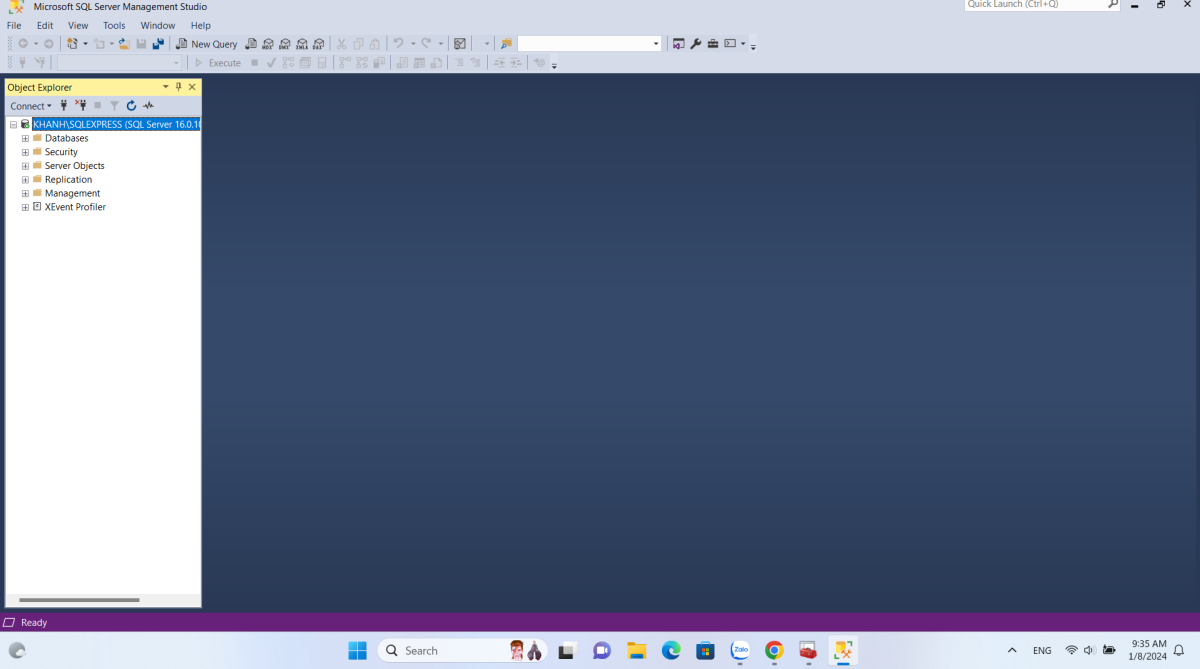 Microsoft SQL Server Management Studio
Quick Launch (Ctrl+Q)
File Edit View Tools Window Help
New Query
Execute
Object Explorer
Connect
KHANH\SQLEXPRESS (SQL Server 16.0.10
Databases
Security
Server Objects
Replication
Management
XEvent Profiler
Ready
Search
Zalo
ENG
9:35 AM
1/8/2024